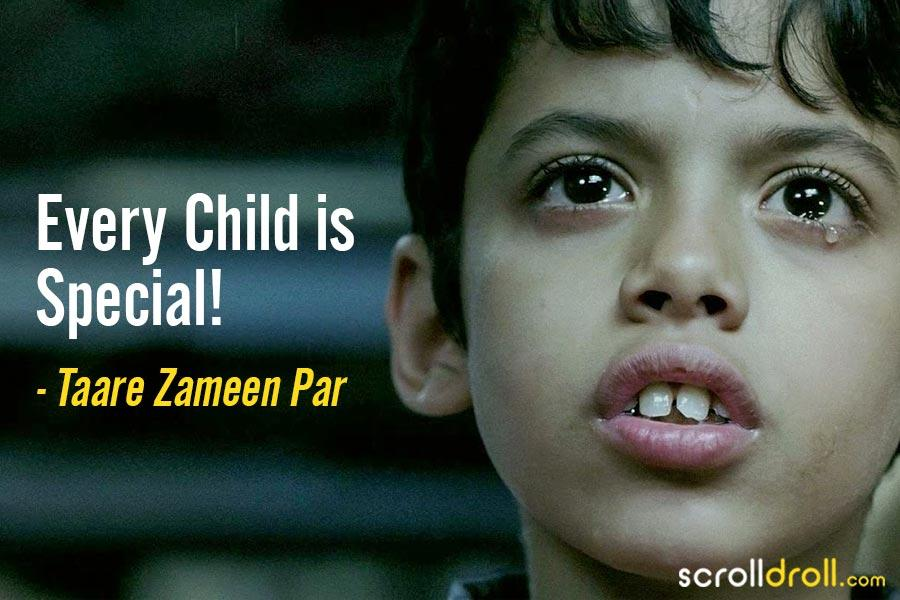 Every Child is
Special!
- Taare Zameen Par
scrolldroll.com